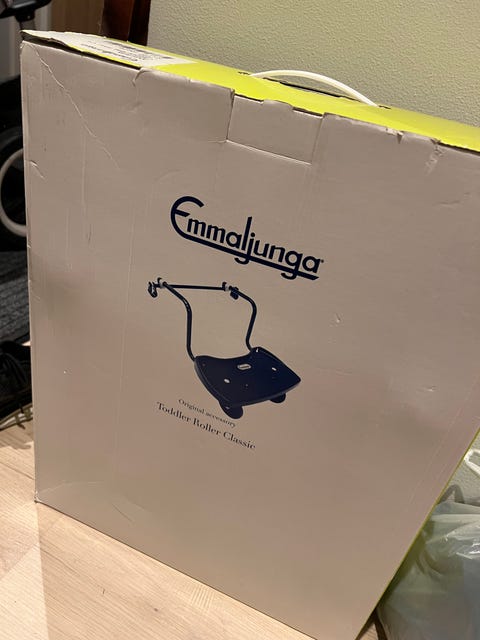 Emmaljunga
Original accessory
Toddler Roller Classic